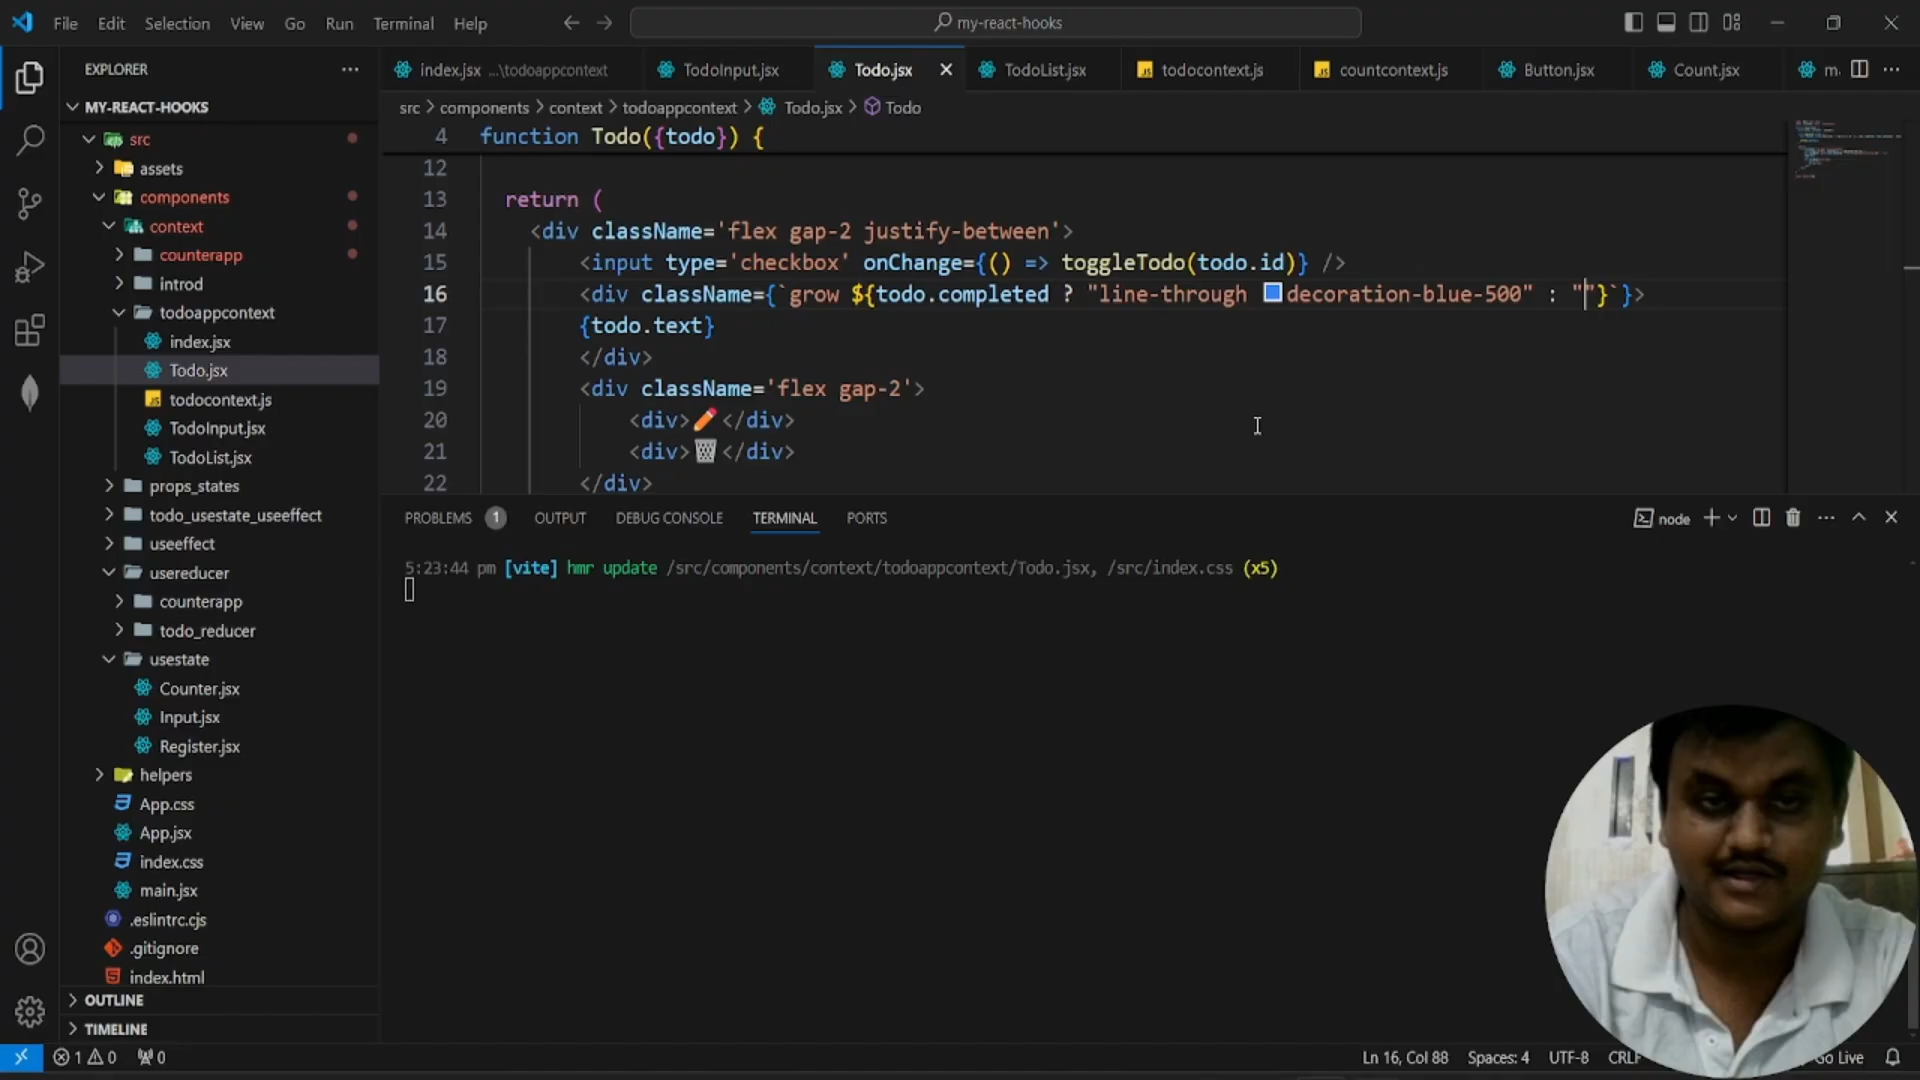 File Edit Selection View Go Run Terminal Help
my-react-hooks
EXPLORER
index.jsx ...\todoappcontext TodoInput.jsx Todo.jsx TodoList.jsx todocontext.js countcontext.js Button.jsx Count.jsx m.
MY-REACT-HOOKS
src > components > context > todoappcontext > Todo.jsx > Todo
src
assets
components
context
counterapp
introd
todoappcontext
index.jsx
Todo.jsx
todocontext.js
TodoInput.jsx
TodoList.jsx
props_states
todo_usestate_useeffect
useeffect
usereducer
counterapp
todo_reducer
usestate
Counter.jsx
Input.jsx
Register.jsx
helpers
App.css
App.jsx
index.css
main.jsx
.eslintrc.cjs
.gitignore
index.html
OUTLINE
TIMELINE
4 function Todo({todo}) {
12
13 return (
14 <div className='flex gap-2 justify-between'>
15 <input type='checkbox' onChange={() => toggleTodo(todo.id)} />
16 <div className={`grow ${todo.completed ? "line-through decoration-blue-500" : ""}`}>
17 {todo.text}
18 </div>
19 <div className='flex gap-2'>
20 <div>✏️</div>
21 <div>🗑️</div>
22 </div>
PROBLEMS 1 OUTPUT DEBUG CONSOLE TERMINAL PORTS
node
5:23:44 pm [vite] hmr update /src/components/context/todoappcontext/Todo.jsx, /src/index.css (x5)
1 0 0
Ln 16, Col 88 Spaces: 4 UTF-8 CRLF Go Live